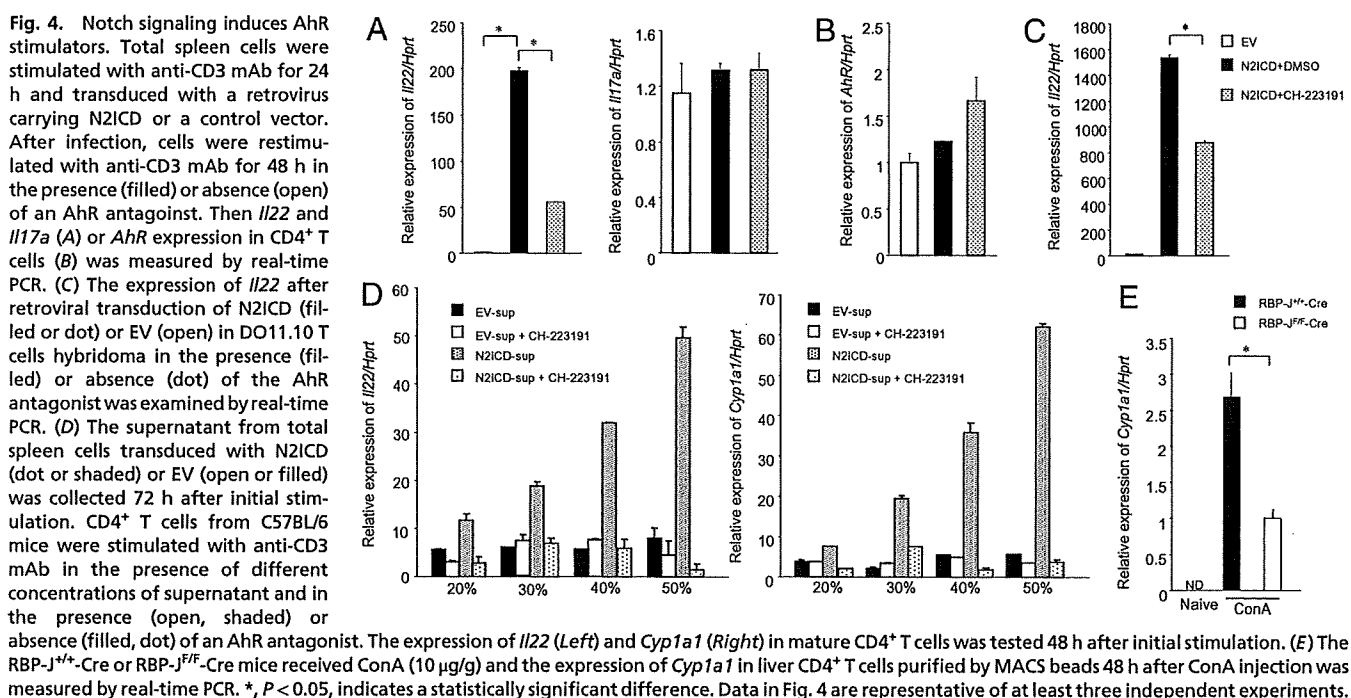 Fig. 4. Notch signaling induces AhR
stimulators. Total spleen cells were
stimulated with anti-CD3 mAb for 24
h and transduced with a retrovirus
carrying N2ICD or a control vector.
After infection, cells were restimu-
lated with anti-CD3 mAb for 48 h in
the presence (filled) or absence (open)
of an AhR antagoinst. Then Il22 and
Il17a (A) or AhR expression in CD4⁺ T
cells (B) was measured by real-time
PCR. (C) The expression of Il22 after
retroviral transduction of N2ICD (fil-
led or dot) or EV (open) in DO11.10 T
cells hybridoma in the presence (fil-
led) or absence (dot) of the AhR
antagonist was examined by real-time
PCR. (D) The supernatant from total
spleen cells transduced with N2ICD
(dot or shaded) or EV (open or filled)
was collected 72 h after initial stim-
ulation. CD4⁺ T cells from C57BL/6
mice were stimulated with anti-CD3
mAb in the presence of different
concentrations of supernatant and in
the presence (open, shaded) or
absence (filled, dot) of an AhR antagonist. The expression of Il22 (Left) and Cyp1a1 (Right) in mature CD4⁺ T cells was tested 48 h after initial stimulation. (E) The
RBP-J⁺/⁺-Cre or RBP-Jᶠ/ᶠ-Cre mice received ConA (10 µg/g) and the expression of Cyp1a1 in liver CD4⁺ T cells purified by MACS beads 48 h after ConA injection was
measured by real-time PCR. *, P < 0.05, indicates a statistically significant difference. Data in Fig. 4 are representative of at least three independent experiments.
A
Relative expression of Il22/Hprt
250
200
150
100
50
0
* *
Relative expression of Il17a/Hprt
1.6
1.2
0.8
0.4
0
B
Relative expression of AhR/Hprt
2.5
2
1.5
1
0.5
0
C
Relative expression of Il22/Hprt
1800
1600
1400
1200
1000
800
600
400
200
0
*
EV
N2ICD+DMSO
N2ICD+CH-223191
D
Relative expression of Il22/Hprt
60
50
40
30
20
10
0
EV-sup
EV-sup + CH-223191
N2ICD-sup
N2ICD-sup + CH-223191
20% 30% 40% 50%
Relative expression of Cyp1a1/Hprt
70
60
50
40
30
20
10
0
EV-sup
EV-sup + CH-223191
N2ICD-sup
N2ICD-sup + CH-223191
20% 30% 40% 50%
E
RBP-J⁺/⁺-Cre
RBP-Jᶠ/ᶠ-Cre
Relative expression of Cyp1a1/Hprt
3.5
3
2.5
2
1.5
1
0.5
0
*
ND
Naive ConA